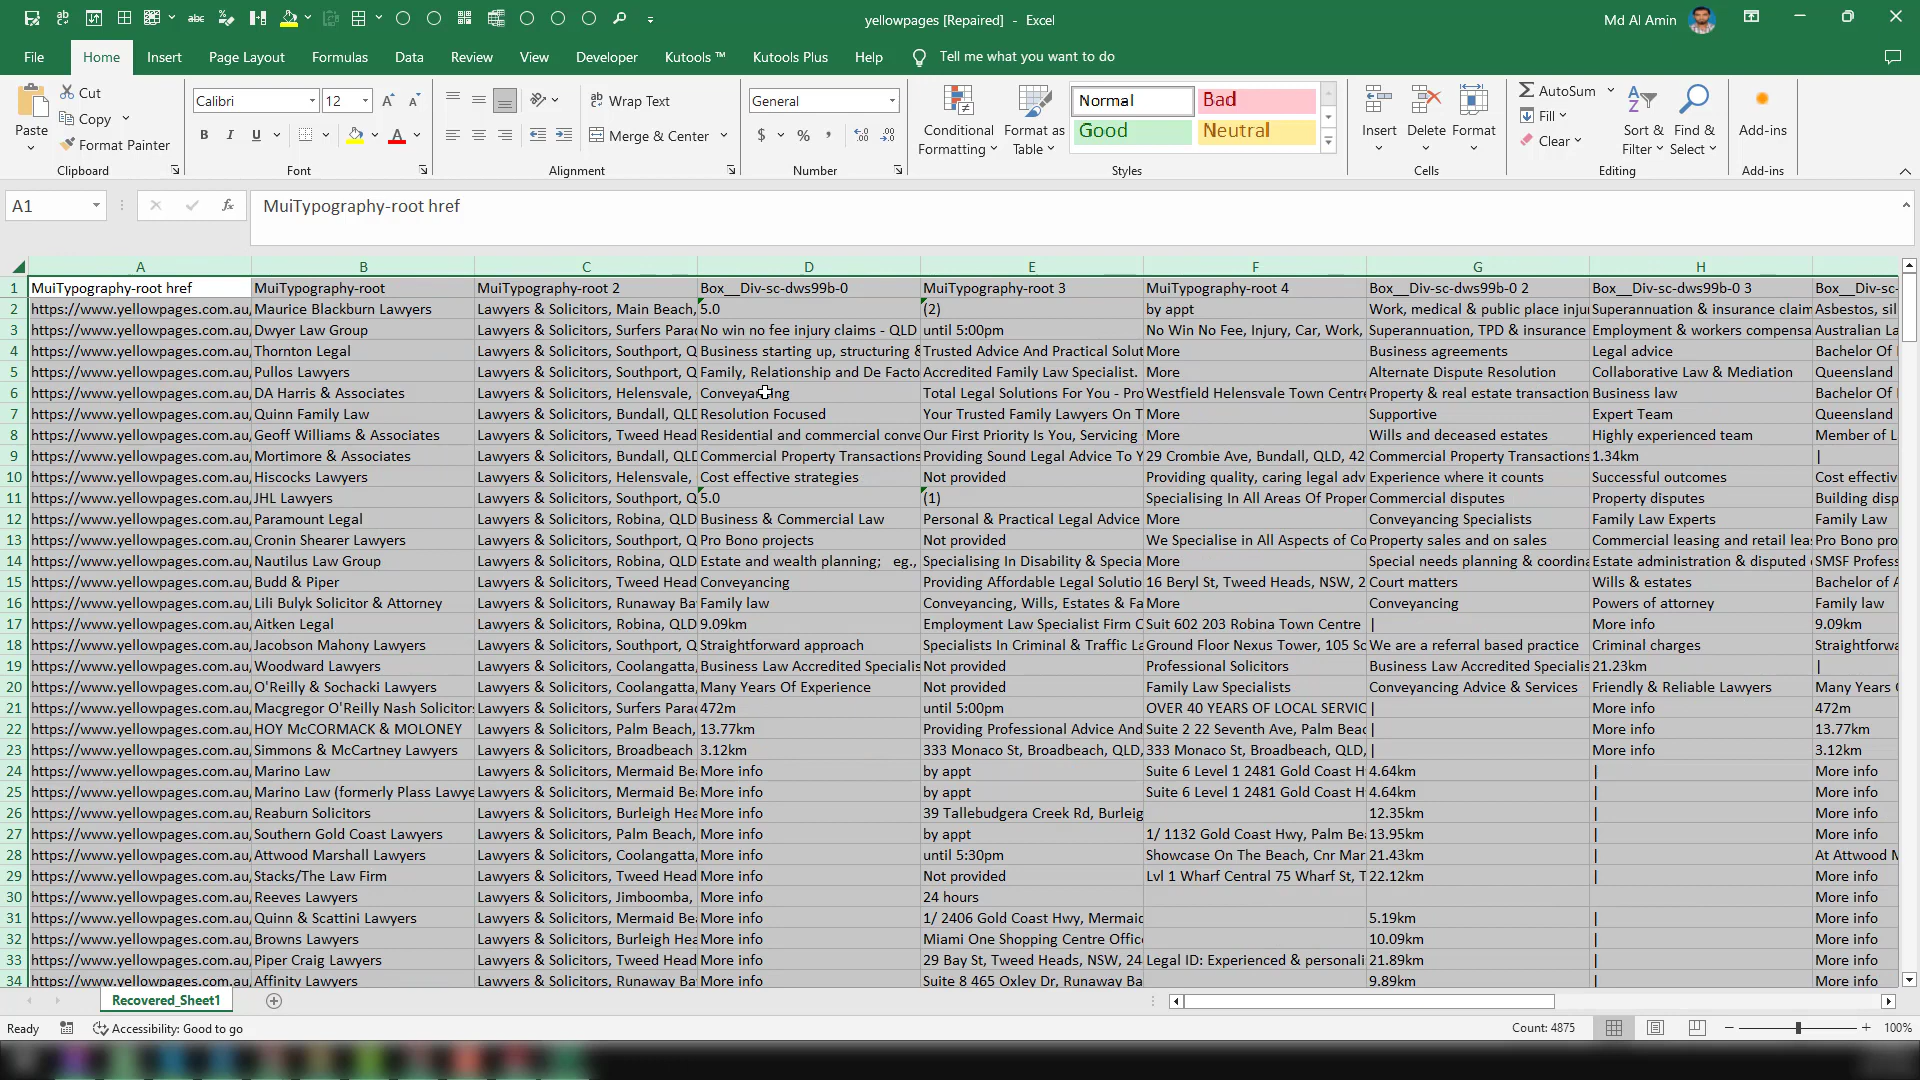 yellowpages [Repaired] - Excel
Md Al Amin
File Home Insert Page Layout Formulas Data Review View Developer Kutools ™ Kutools Plus Help Tell me what you want to do
Paste
Cut
Copy
Format Painter
Clipboard
Calibri 12
B I U
Font
Wrap Text
Merge & Center
Alignment
General
$ % ,
Number
Conditional Formatting
Format as Table
Normal Bad
Good Neutral
Styles
Insert Delete Format
Cells
AutoSum
Fill
Clear
Sort & Filter
Find & Select
Editing
Add-ins
Add-ins
A1 fx MuiTypography-root href
A B C D E F G H
1 MuiTypography-root href MuiTypography-root MuiTypography-root 2 Box__Div-sc-dws99b-0 MuiTypography-root 3 MuiTypography-root 4 Box__Div-sc-dws99b-0 2 Box__Div-sc-dws99b-0 3 Box__Div-sc-
2 https://www.yellowpages.com.au, Maurice Blackburn Lawyers Lawyers & Solicitors, Main Beach, 5.0 (2) by appt Work, medical & public place inju Superannuation & insurance claim Asbestos, sil
3 https://www.yellowpages.com.au, Dwyer Law Group Lawyers & Solicitors, Surfers Parad No win no fee injury claims - QLD until 5:00pm No Win No Fee, Injury, Car, Work, Superannuation, TPD & insurance Employment & workers compensa Australian La
4 https://www.yellowpages.com.au, Thornton Legal Lawyers & Solicitors, Southport, Q Business starting up, structuring & Trusted Advice And Practical Solut More Business agreements Legal advice Bachelor Of
5 https://www.yellowpages.com.au, Pullos Lawyers Lawyers & Solicitors, Southport, Q Family, Relationship and De Facto Accredited Family Law Specialist. More Alternate Dispute Resolution Collaborative Law & Mediation Queensland
6 https://www.yellowpages.com.au, DA Harris & Associates Lawyers & Solicitors, Helensvale, Conveyancing Total Legal Solutions For You - Pro Westfield Helensvale Town Centre Property & real estate transaction Business law Bachelor Of
7 https://www.yellowpages.com.au, Quinn Family Law Lawyers & Solicitors, Bundall, QLD Resolution Focused Your Trusted Family Lawyers On T More Supportive Expert Team Queensland
8 https://www.yellowpages.com.au, Geoff Williams & Associates Lawyers & Solicitors, Tweed Head Residential and commercial conve Our First Priority Is You, Servicing More Wills and deceased estates Highly experienced team Member of L
9 https://www.yellowpages.com.au, Mortimore & Associates Lawyers & Solicitors, Bundall, QLD Commercial Property Transactions Providing Sound Legal Advice To Y 29 Crombie Ave, Bundall, QLD, 42 Commercial Property Transactions 1.34km |
10 https://www.yellowpages.com.au, Hiscocks Lawyers Lawyers & Solicitors, Helensvale, Cost effective strategies Not provided Providing quality, caring legal adv Experience where it counts Successful outcomes Cost effectiv
11 https://www.yellowpages.com.au, JHL Lawyers Lawyers & Solicitors, Southport, Q 5.0 (1) Specialising In All Areas Of Proper Commercial disputes Property disputes Building disp
12 https://www.yellowpages.com.au, Paramount Legal Lawyers & Solicitors, Robina, QLD Business & Commercial Law Personal & Practical Legal Advice More Conveyancing Specialists Family Law Experts Family Law
13 https://www.yellowpages.com.au, Cronin Shearer Lawyers Lawyers & Solicitors, Southport, Q Pro Bono projects Not provided We Specialise in All Aspects of Co Property sales and on sales Commercial leasing and retail lea Pro Bono pro
14 https://www.yellowpages.com.au, Nautilus Law Group Lawyers & Solicitors, Robina, QLD Estate and wealth planning; eg., Specialising In Disability & Specia More Special needs planning & coordina Estate administration & disputed SMSF Profess
15 https://www.yellowpages.com.au, Budd & Piper Lawyers & Solicitors, Tweed Head Conveyancing Providing Affordable Legal Solutio 16 Beryl St, Tweed Heads, NSW, 2 Court matters Wills & estates Bachelor of A
16 https://www.yellowpages.com.au, Lili Bulyk Solicitor & Attorney Lawyers & Solicitors, Runaway Ba Family law Conveyancing, Wills, Estates & Fa More Conveyancing Powers of attorney Family law
17 https://www.yellowpages.com.au, Aitken Legal Lawyers & Solicitors, Robina, QLD 9.09km Employment Law Specialist Firm C Suite 602 203 Robina Town Centre | More info 9.09km
18 https://www.yellowpages.com.au, Jacobson Mahony Lawyers Lawyers & Solicitors, Southport, Q Straightforward approach Specialists In Criminal & Traffic La Ground Floor Nexus Tower, 105 Sc We are a referral based practice Criminal charges Straightforwa
19 https://www.yellowpages.com.au, Woodward Lawyers Lawyers & Solicitors, Coolangatta, Business Law Accredited Specialis Not provided Professional Solicitors Business Law Accredited Specialis 21.23km |
20 https://www.yellowpages.com.au, O'Reilly & Sochacki Lawyers Lawyers & Solicitors, Coolangatta, Many Years Of Experience Not provided Family Law Specialists Conveyancing Advice & Services Friendly & Reliable Lawyers Many Years C
21 https://www.yellowpages.com.au, Macgregor O'Reilly Nash Solicitors Lawyers & Solicitors, Surfers Parad 472m until 5:00pm OVER 40 YEARS OF LOCAL SERVIC | More info 472m
22 https://www.yellowpages.com.au, HOY McCORMACK & MOLONEY Lawyers & Solicitors, Palm Beach, 13.77km Providing Professional Advice And Suite 2 22 Seventh Ave, Palm Beac | More info 13.77km
23 https://www.yellowpages.com.au, Simmons & McCartney Lawyers Lawyers & Solicitors, Broadbeach 3.12km 333 Monaco St, Broadbeach, QLD, 333 Monaco St, Broadbeach, QLD, | More info 3.12km
24 https://www.yellowpages.com.au, Marino Law Lawyers & Solicitors, Mermaid Be More info by appt Suite 6 Level 1 2481 Gold Coast H 4.64km | More info
25 https://www.yellowpages.com.au, Marino Law (formerly Plass Lawye Lawyers & Solicitors, Mermaid Be More info by appt Suite 6 Level 1 2481 Gold Coast H 4.64km | More info
26 https://www.yellowpages.com.au, Reaburn Solicitors Lawyers & Solicitors, Burleigh Hea More info 39 Tallebudgera Creek Rd, Burleig 12.35km | More info
27 https://www.yellowpages.com.au, Southern Gold Coast Lawyers Lawyers & Solicitors, Palm Beach, More info by appt 1/ 1132 Gold Coast Hwy, Palm Bea 13.95km | More info
28 https://www.yellowpages.com.au, Attwood Marshall Lawyers Lawyers & Solicitors, Coolangatta, More info until 5:30pm Showcase On The Beach, Cnr Mar 21.43km | At Attwood M
29 https://www.yellowpages.com.au, Stacks/The Law Firm Lawyers & Solicitors, Tweed Head More info Not provided Lvl 1 Wharf Central 75 Wharf St, T 22.12km | More info
30 https://www.yellowpages.com.au, Reeves Lawyers Lawyers & Solicitors, Jimboomba, More info 24 hours More info
31 https://www.yellowpages.com.au, Quinn & Scattini Lawyers Lawyers & Solicitors, Mermaid Be More info 1/ 2406 Gold Coast Hwy, Mermaid 5.19km | More info
32 https://www.yellowpages.com.au, Browns Lawyers Lawyers & Solicitors, Burleigh Hea More info Miami One Shopping Centre Offic 10.09km | More info
33 https://www.yellowpages.com.au, Piper Craig Lawyers Lawyers & Solicitors, Tweed Head More info 29 Bay St, Tweed Heads, NSW, 24 Legal ID: Experienced & personali 21.89km | More info
34 https://www.yellowpages.com.au, Affinity Lawyers Lawyers & Solicitors, Runaway Ba More info Suite 8 465 Oxley Dr, Runaway Ba 9.89km | More info
Recovered_Sheet1
Ready Accessibility: Good to go Count: 4875 100%